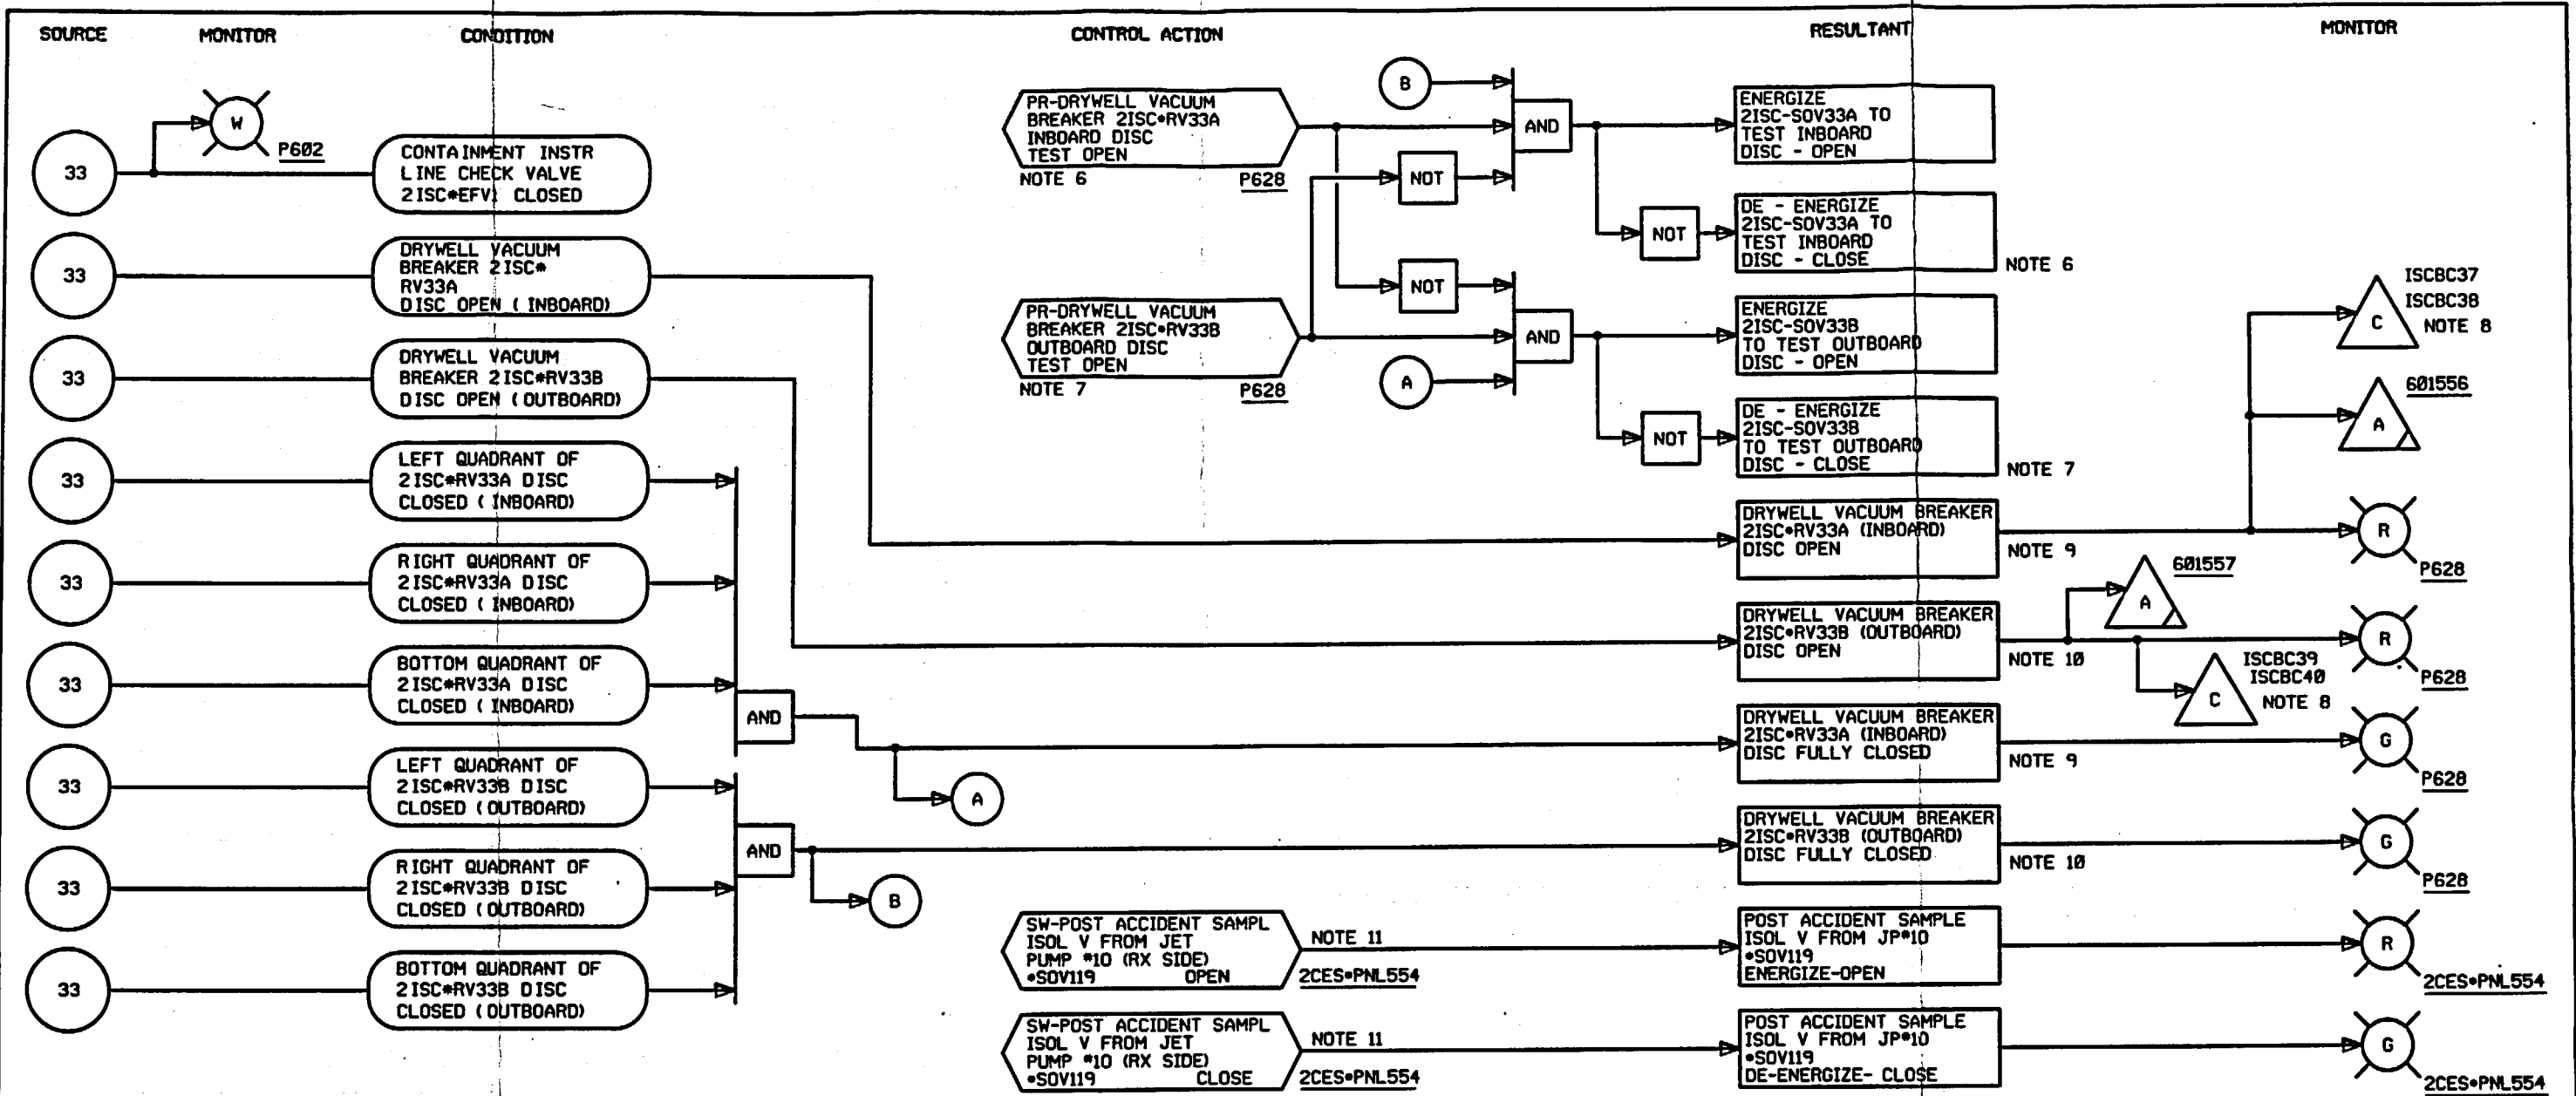 SOURCE MONITOR CONDITION CONTROL ACTION RESULTANT MONITOR
33
W
P602
CONTAINMENT INSTR
LINE CHECK VALVE
2ISC*EFV1 CLOSED
33
DRYWELL VACUUM
BREAKER 2ISC*
RV33A
DISC OPEN (INBOARD)
33
DRYWELL VACUUM
BREAKER 2ISC*RV33B
DISC OPEN (OUTBOARD)
33
LEFT QUADRANT OF
2ISC*RV33A DISC
CLOSED (INBOARD)
33
RIGHT QUADRANT OF
2ISC*RV33A DISC
CLOSED (INBOARD)
33
BOTTOM QUADRANT OF
2ISC*RV33A DISC
CLOSED (INBOARD)
33
LEFT QUADRANT OF
2ISC*RV33B DISC
CLOSED (OUTBOARD)
33
RIGHT QUADRANT OF
2ISC*RV33B DISC
CLOSED (OUTBOARD)
33
BOTTOM QUADRANT OF
2ISC*RV33B DISC
CLOSED (OUTBOARD)
AND
A
AND
B
PR-DRYWELL VACUUM
BREAKER 2ISC*RV33A
INBOARD DISC
TEST OPEN
NOTE 6 P628
B
NOT
AND
PR-DRYWELL VACUUM
BREAKER 2ISC*RV33B
OUTBOARD DISC
TEST OPEN
NOTE 7 P628
NOT
A
AND
NOT
NOT
ENERGIZE
2ISC-SOV33A TO
TEST INBOARD
DISC - OPEN
DE - ENERGIZE
2ISC-SOV33A TO
TEST INBOARD
DISC - CLOSE
NOTE 6
ENERGIZE
2ISC-SOV33B
TO TEST OUTBOARD
DISC - OPEN
DE - ENERGIZE
2ISC-SOV33B
TO TEST OUTBOARD
DISC - CLOSE
NOTE 7
DRYWELL VACUUM BREAKER
2ISC*RV33A (INBOARD)
DISC OPEN
NOTE 9
C
ISCBC37
ISCBC38
NOTE 8
A
601556
R
P628
DRYWELL VACUUM BREAKER
2ISC*RV33B (OUTBOARD)
DISC OPEN
NOTE 10
A
601557
C
ISCBC39
ISCBC40
NOTE 8
R
P628
DRYWELL VACUUM BREAKER
2ISC*RV33A (INBOARD)
DISC FULLY CLOSED
NOTE 9
G
P628
DRYWELL VACUUM BREAKER
2ISC*RV33B (OUTBOARD)
DISC FULLY CLOSED
NOTE 10
G
P628
SW-POST ACCIDENT SAMPL
ISOL V FROM JET
PUMP *10 (RX SIDE)
*SOV119 OPEN
NOTE 11
2CES*PNL554
POST ACCIDENT SAMPLE
ISOL V FROM JP*10
*SOV119
ENERGIZE-OPEN
R
2CES*PNL554
SW-POST ACCIDENT SAMPL
ISOL V FROM JET
PUMP *10 (RX SIDE)
*SOV119 CLOSE
NOTE 11
2CES*PNL554
POST ACCIDENT SAMPLE
ISOL V FROM JP*10
*SOV119
DE-ENERGIZE- CLOSE
G
2CES*PNL554